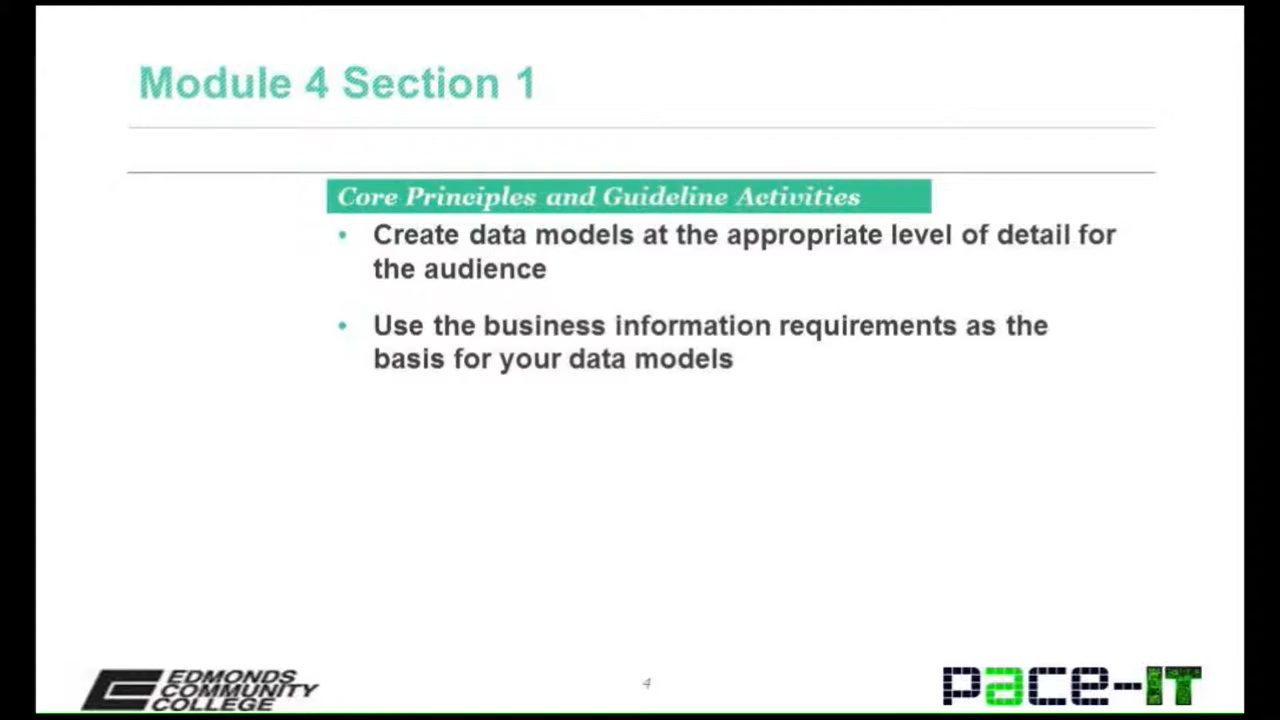 Module 4 Section 1
Core Principles and Guideline Activities
• Create data models at the appropriate level of detail for
the audience
• Use the business information requirements as the
basis for your data models
EDMONDS
COMMUNITY
COLLEGE
4
pace-IT